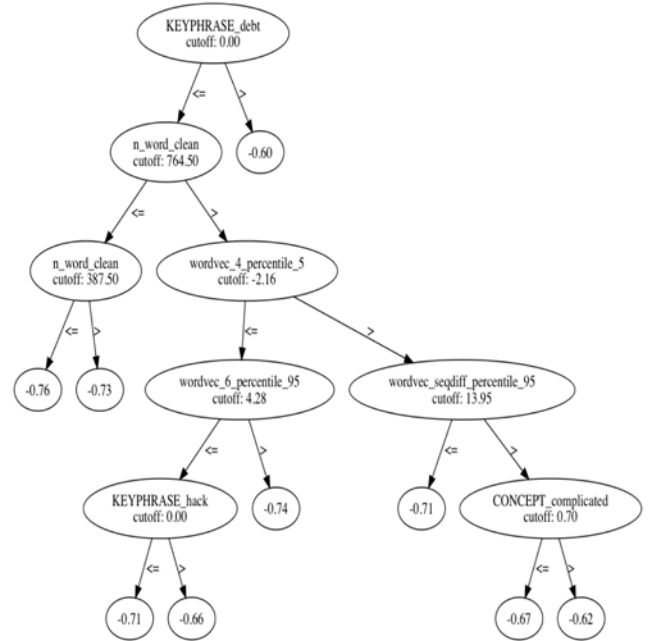 KEYPHRASE_debt
cutoff: 0.00
<= >
n_word_clean
cutoff: 764.50
-0.60
<= >
n_word_clean
cutoff: 387.50
wordvec_4_percentile_5
cutoff: -2.16
<= > <= >
-0.76
-0.73
wordvec_6_percentile_95
cutoff: 4.28
wordvec_seqdiff_percentile_95
cutoff: 13.95
<= > <= >
KEYPHRASE_hack
cutoff: 0.00
-0.74
-0.71
CONCEPT_complicated
cutoff: 0.70
<= > <= >
-0.71
-0.66
-0.67
-0.62